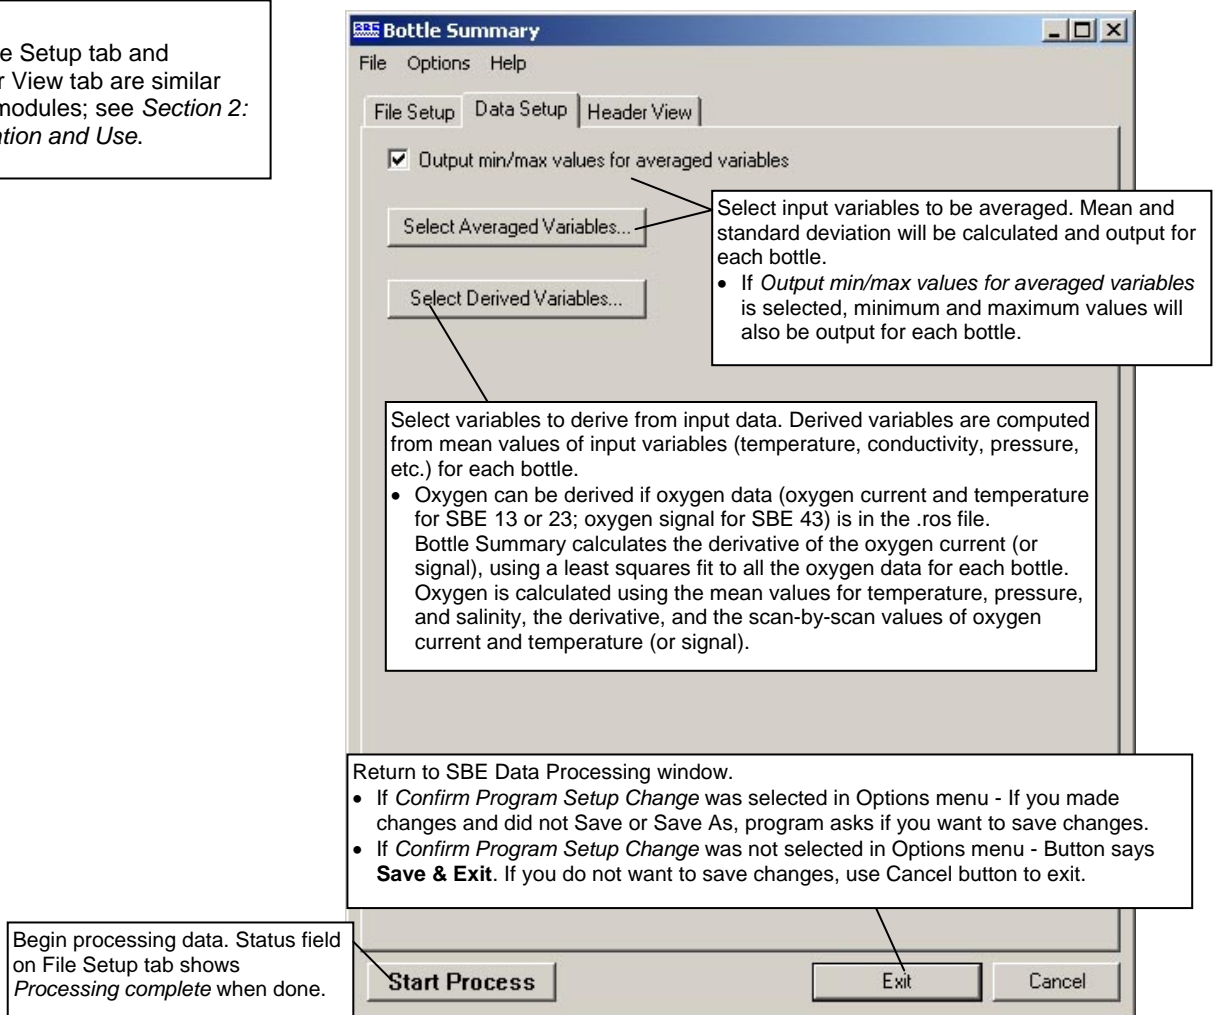 e Setup tab and
View tab are similar
modules; see Section 2:
ation and Use.
SBE Bottle Summary
File Options Help
File Setup Data Setup Header View
Output min/max values for averaged variables
Select Averaged Variables...
Select input variables to be averaged. Mean and
standard deviation will be calculated and output for
each bottle.
• If Output min/max values for averaged variables
is selected, minimum and maximum values will
also be output for each bottle.
Select Derived Variables...
Select variables to derive from input data. Derived variables are computed
from mean values of input variables (temperature, conductivity, pressure,
etc.) for each bottle.
• Oxygen can be derived if oxygen data (oxygen current and temperature
for SBE 13 or 23; oxygen signal for SBE 43) is in the .ros file.
Bottle Summary calculates the derivative of the oxygen current (or
signal), using a least squares fit to all the oxygen data for each bottle.
Oxygen is calculated using the mean values for temperature, pressure,
and salinity, the derivative, and the scan-by-scan values of oxygen
current and temperature (or signal).
Return to SBE Data Processing window.
• If Confirm Program Setup Change was selected in Options menu - If you made
changes and did not Save or Save As, program asks if you want to save changes.
• If Confirm Program Setup Change was not selected in Options menu - Button says
Save & Exit. If you do not want to save changes, use Cancel button to exit.
Begin processing data. Status field
on File Setup tab shows
Processing complete when done.
Start Process Exit Cancel